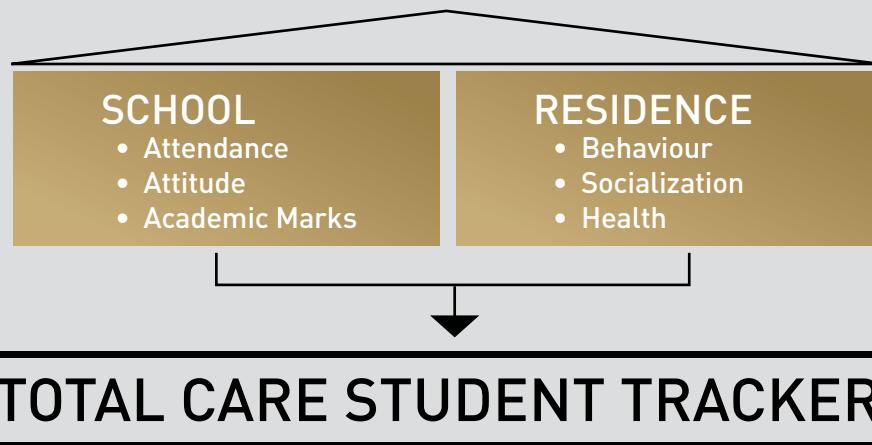 SCHOOL
• Attendance
• Attitude
• Academic Marks
RESIDENCE
• Behaviour
• Socialization
• Health
TOTAL CARE STUDENT TRACKER